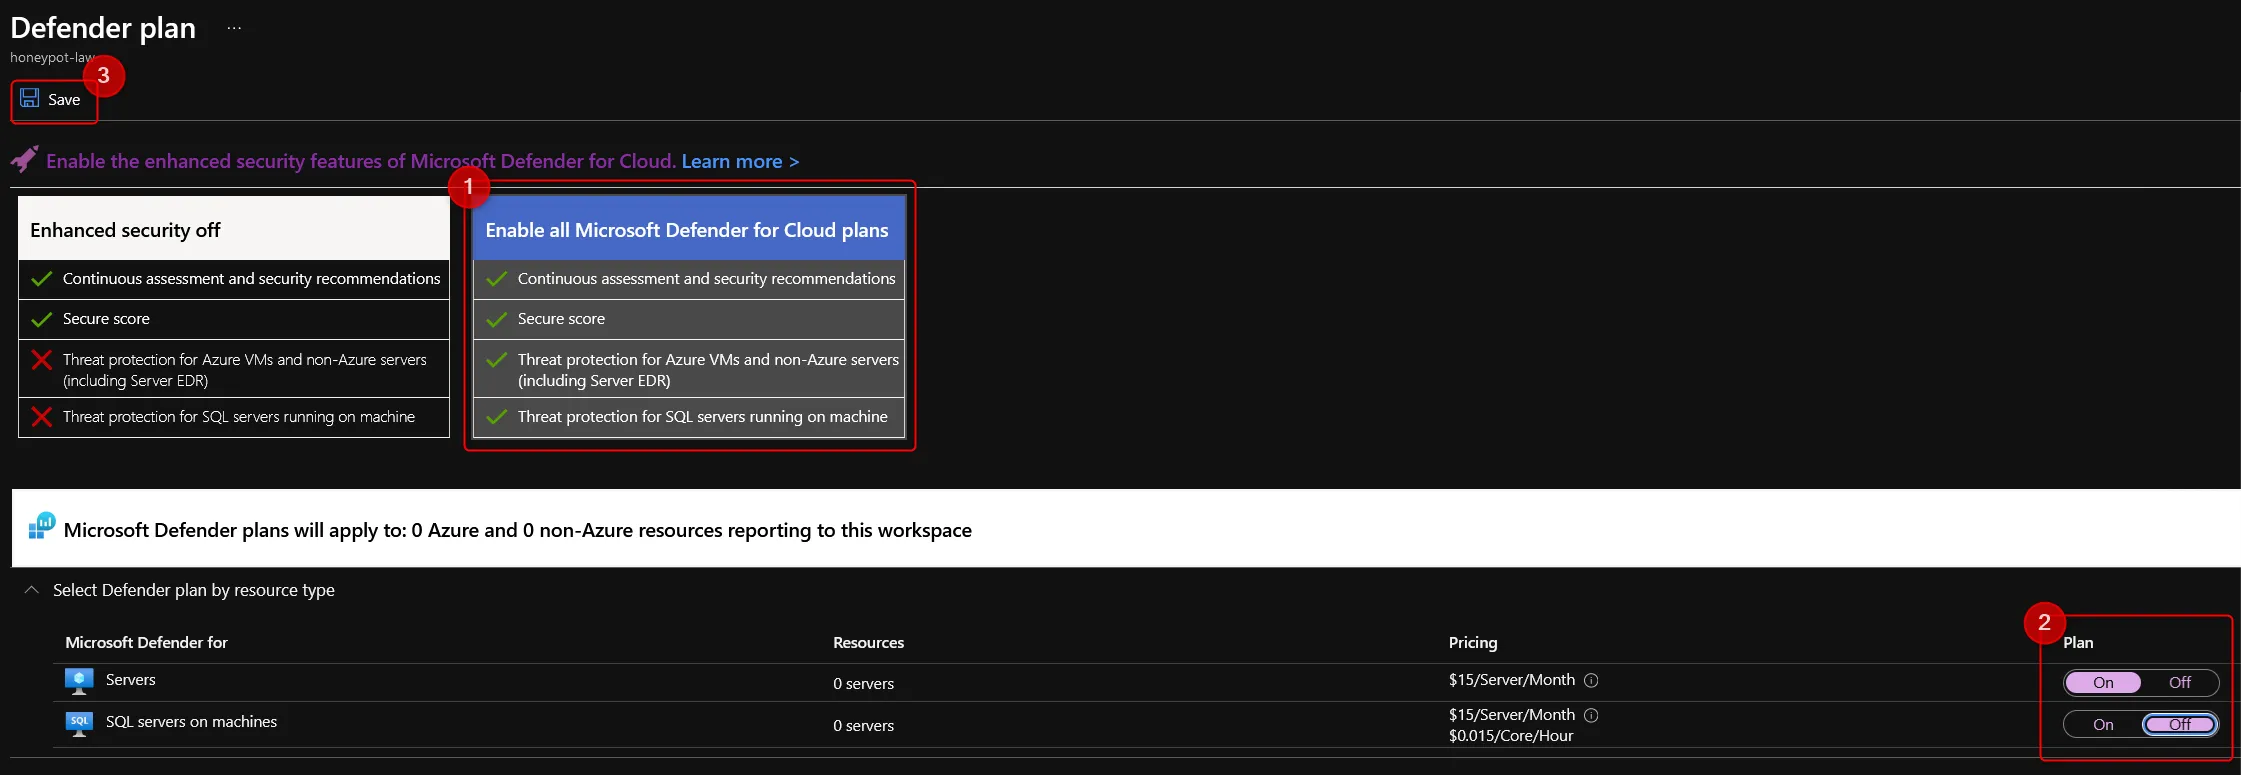 Defender plan ...
honeypot-law
3
Save
Enable the enhanced security features of Microsoft Defender for Cloud. Learn more >
1
Enhanced security off
Continuous assessment and security recommendations
Secure score
Threat protection for Azure VMs and non-Azure servers
(including Server EDR)
Threat protection for SQL servers running on machine
Enable all Microsoft Defender for Cloud plans
Continuous assessment and security recommendations
Secure score
Threat protection for Azure VMs and non-Azure servers
(including Server EDR)
Threat protection for SQL servers running on machine
Microsoft Defender plans will apply to: 0 Azure and 0 non-Azure resources reporting to this workspace
Select Defender plan by resource type
2
Microsoft Defender for Resources Pricing Plan
Servers 0 servers $15/Server/Month On Off
SQL SQL servers on machines 0 servers $15/Server/Month On Off
$0.015/Core/Hour